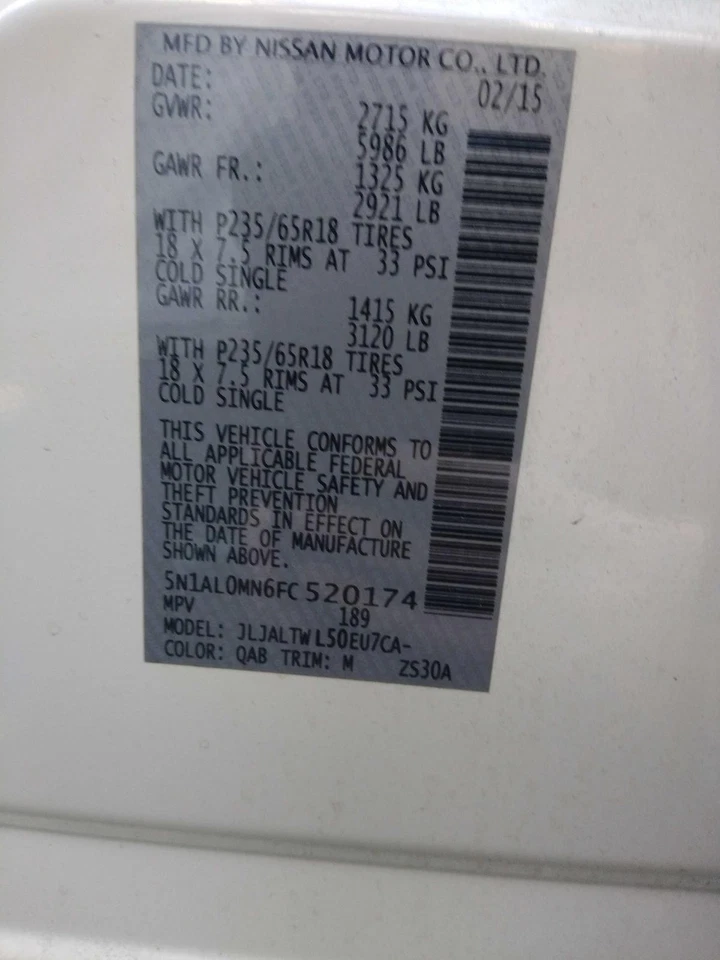 MFD BY NISSAN MOTOR CO., LTD.
DATE: 02/15
GVWR: 2715 KG
5986 LB
GAWR FR.: 1325 KG
2921 LB
WITH P235/65R18 TIRES
18 X 7.5 RIMS AT 33 PSI
COLD SINGLE
GAWR RR.: 1415 KG
3120 LB
WITH P235/65R18 TIRES
18 X 7.5 RIMS AT 33 PSI
COLD SINGLE
THIS VEHICLE CONFORMS TO
ALL APPLICABLE FEDERAL
MOTOR VEHICLE SAFETY AND
THEFT PREVENTION
STANDARDS IN EFFECT ON
THE DATE OF MANUFACTURE
SHOWN ABOVE.
5N1AL0MN6FC520174
MPV 189
MODEL: JLJALTWL50EU7CA-
COLOR: QAB TRIM: M ZS30A